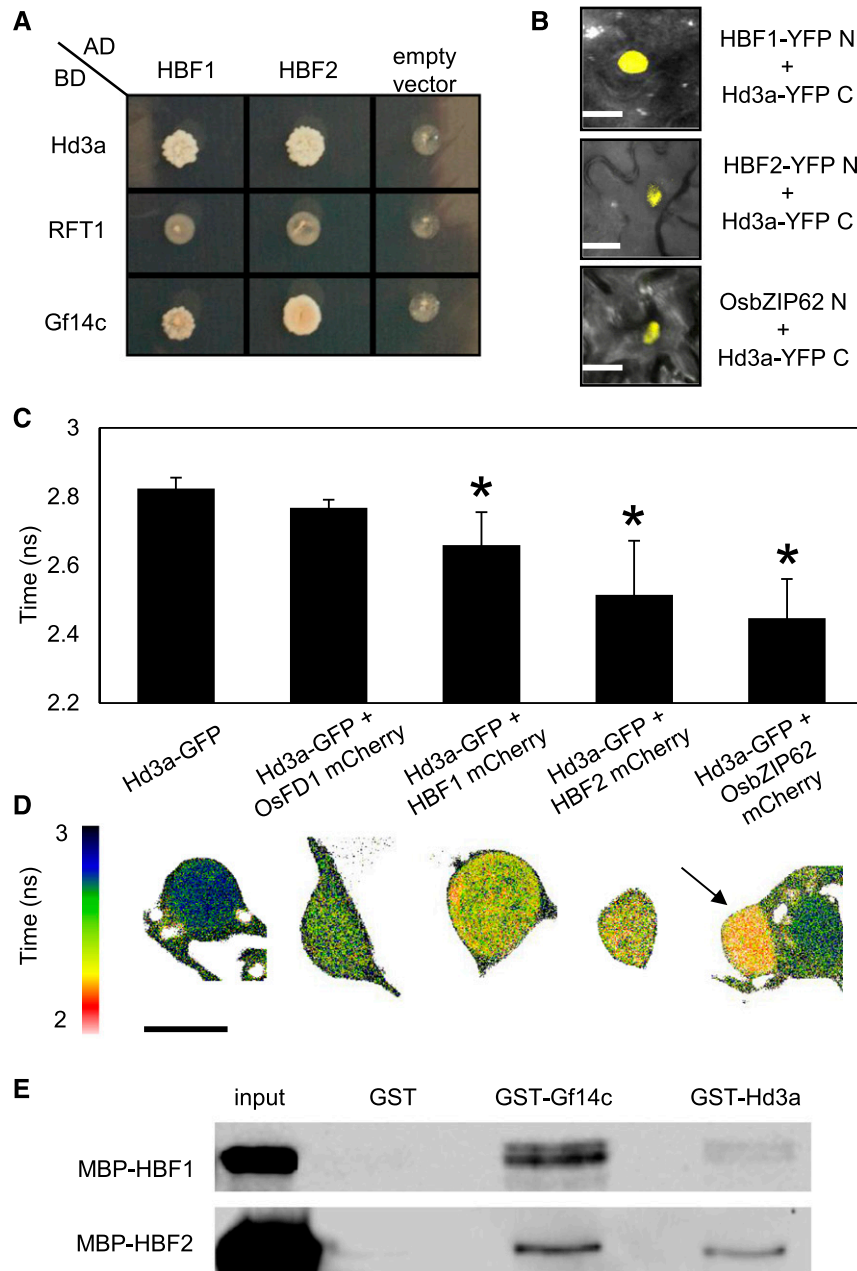 A
AD
BD
HBF1
HBF2
empty
vector
Hd3a
RFT1
Gf14c
B
HBF1-YFP N
+
Hd3a-YFP C
HBF2-YFP N
+
Hd3a-YFP C
OsbZIP62 N
+
Hd3a-YFP C
C
Time (ns)
3
2.8
2.6
2.4
2.2
*
*
*
Hd3a-GFP
Hd3a-GFP +
OsFD1 mCherry
Hd3a-GFP +
HBF1 mCherry
Hd3a-GFP +
HBF2 mCherry
Hd3a-GFP +
OsbZIP62
mCherry
D
Time (ns)
3
2
E
input
GST
GST-Gf14c
GST-Hd3a
MBP-HBF1
MBP-HBF2